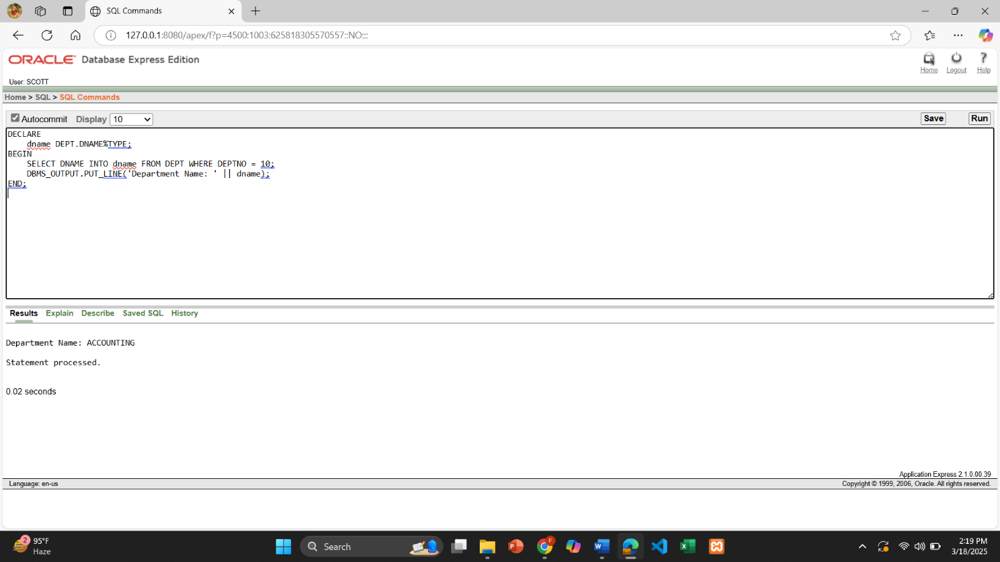 SQL Commands
127.0.0.1:8080/apex/f?p=4500:1003:625818305570557::NO:::
ORACLE Database Express Edition
Home Logout Help
User: SCOTT
Home > SQL > SQL Commands
Autocommit Display 10 Save Run
DECLARE
    dname DEPT.DNAME%TYPE;
BEGIN
    SELECT DNAME INTO dname FROM DEPT WHERE DEPTNO = 10;
    DBMS_OUTPUT.PUT_LINE('Department Name: ' || dname);
END;
Results Explain Describe Saved SQL History
Department Name: ACCOUNTING
Statement processed.
0.02 seconds
Application Express 2.1.0.00.39
Language: en-us Copyright © 1999, 2006, Oracle. All rights reserved.
2 95°F
Haze
Search
2:19 PM
3/18/2025